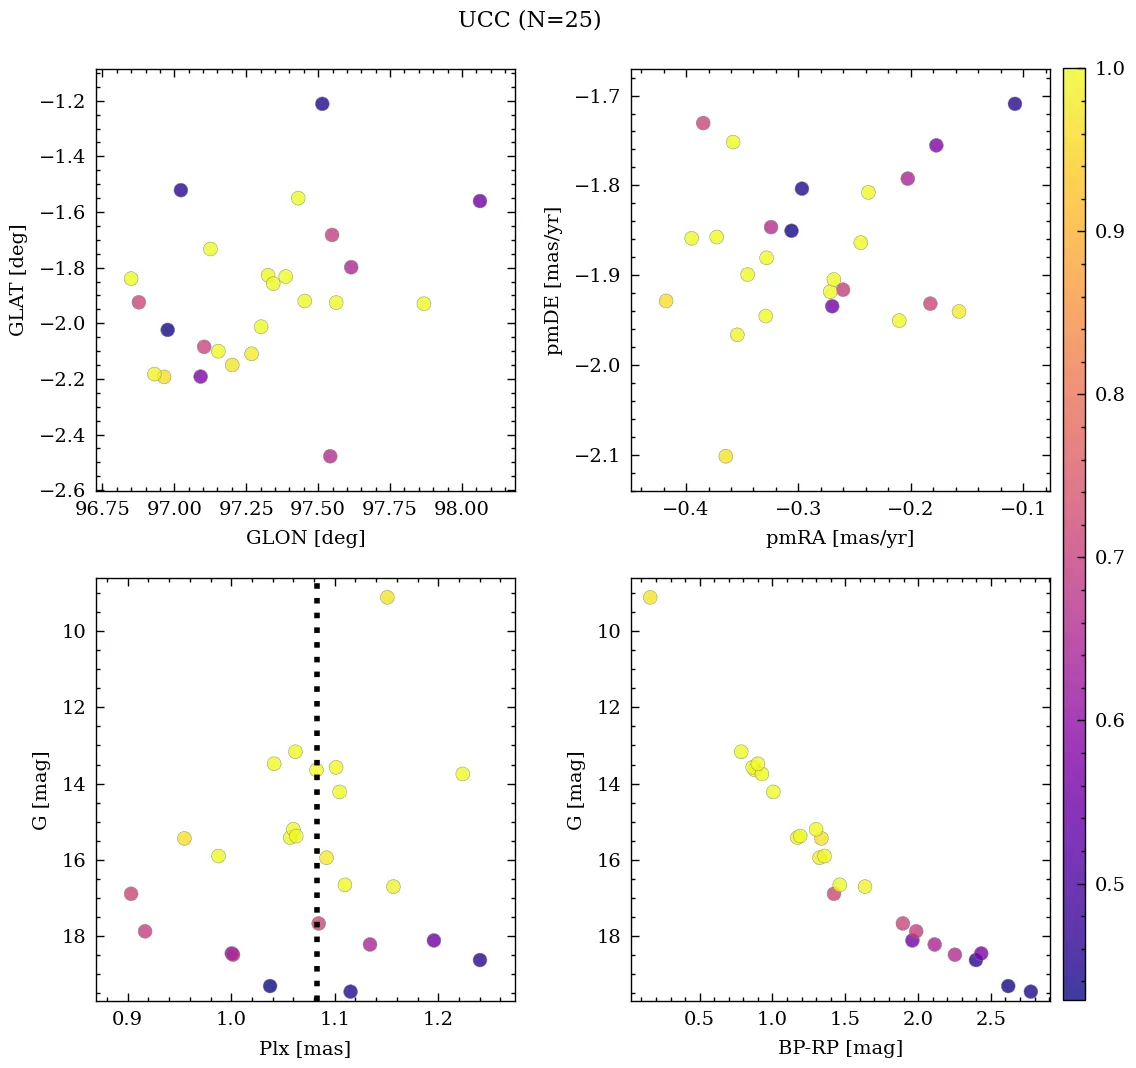 UCC (N=25)
−1.2
−1.4
−1.6
−1.8
−2.0
−2.2
−2.4
−2.6
GLAT [deg]
96.75 97.00 97.25 97.50 97.75 98.00
GLON [deg]
−1.7
−1.8
−1.9
−2.0
−2.1
pmDE [mas/yr]
−0.4 −0.3 −0.2 −0.1
pmRA [mas/yr]
10
12
14
16
18
G [mag]
0.9 1.0 1.1 1.2
Plx [mas]
10
12
14
16
18
G [mag]
0.5 1.0 1.5 2.0 2.5
BP-RP [mag]
1.0
0.9
0.8
0.7
0.6
0.5